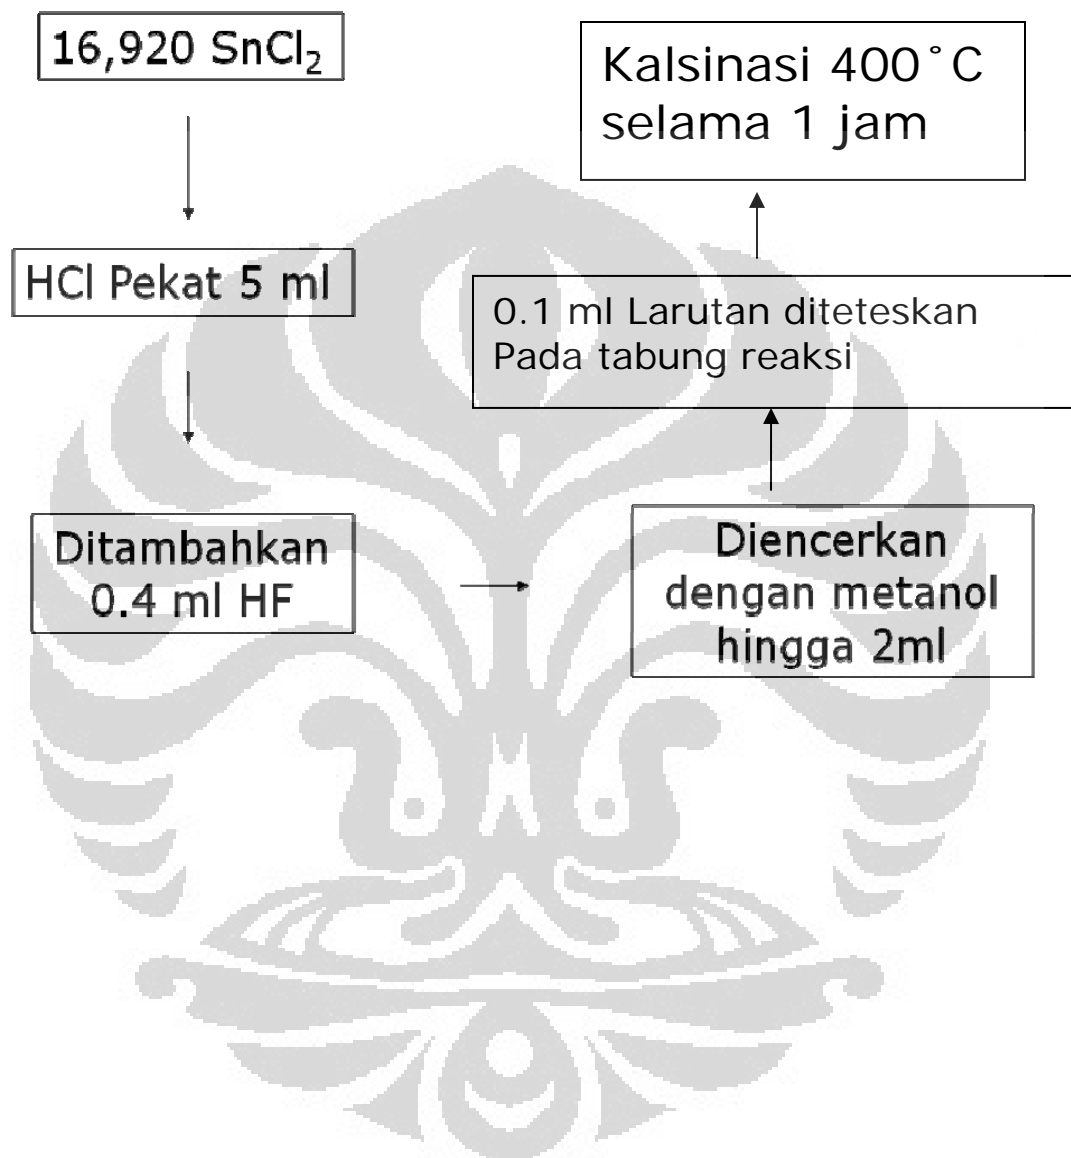 16,920 SnCl₂
HCl Pekat 5 ml
Ditambahkan
0.4 ml HF
Diencerkan
dengan metanol
hingga 2ml
0.1 ml Larutan diteteskan
Pada tabung reaksi
Kalsinasi 400˚C
selama 1 jam